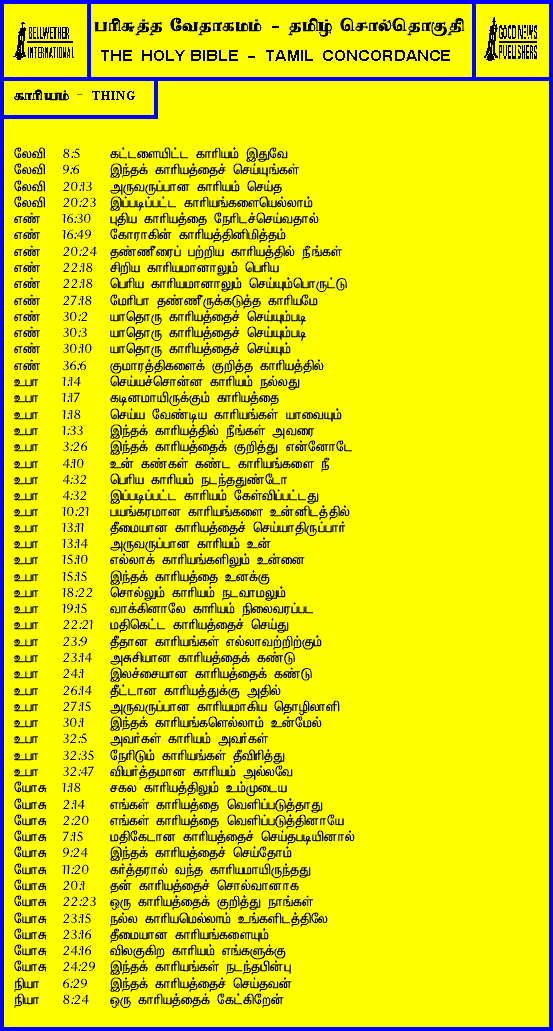 BELLWETHER
INTERNATIONAL
பரிசுத்த வேதாகமம் - தமிழ் சொல்தொகுதி
THE HOLY BIBLE - TAMIL CONCORDANCE
GOOD NEWS
PUBLISHERS
காரியம் - THING
லேவி 8:5 கட்டளையிட்ட காரியம் இதுவே
லேவி 9:6 இந்தக் காரியத்தைச் செய்யுங்கள்
லேவி 20:13 அருவருப்பான காரியம் செய்த
லேவி 20:23 இப்படிப்பட்ட காரியங்களையெல்லாம்
எண் 16:30 புதிய காரியத்தை நேரிடச்செய்வதால்
எண் 16:49 கோராகின் காரியத்தினிமித்தம்
எண் 20:24 தண்ணீரைப் பற்றிய காரியத்தில் நீங்கள்
எண் 22:18 சிறிய காரியமானாலும் பெரிய
எண் 22:18 பெரிய காரியமானாலும் செய்யும்பொருட்டு
எண் 27:18 மேரிபா தண்ணீருக்கடுத்த காரியமே
எண் 30:2 யாதொரு காரியத்தைச் செய்யும்படி
எண் 30:3 யாதொரு காரியத்தைச் செய்யும்படி
எண் 30:10 யாதொரு காரியத்தைச் செய்யும்
எண் 36:6 குமாரத்திகளைக் குறித்த காரியத்தில்
உபா 1:14 செய்யச்சொன்ன காரியம் நல்லது
உபா 1:17 கடினமாயிருக்கும் காரியத்தை
உபா 1:18 செய்ய வேண்டிய காரியங்கள் யாவையும்
உபா 1:33 இந்தக் காரியத்தில் நீங்கள் அவரை
உபா 3:26 இந்தக் காரியத்தைக் குறித்து என்னோடே
உபா 4:10 உன் கண்கள் கண்ட காரியங்களை நீ
உபா 4:32 பெரிய காரியம் நடந்ததுண்டோ
உபா 4:32 இப்படிப்பட்ட காரியம் கேள்விப்பட்டது
உபா 10:21 பயங்கரமான காரியங்களை உன்னிடத்தில்
உபா 13:11 தீமையான காரியத்தைச் செய்யாதிருப்பார்
உபா 13:14 அருவருப்பான காரியம் உன்
உபா 15:10 எல்லாக் காரியங்களிலும் உன்னை
உபா 15:15 இந்தக் காரியத்தை உனக்கு
உபா 18:22 சொல்லும் காரியம் நடவாமலும்
உபா 19:15 வாக்கினாலே காரியம் நிலைவரப்பட
உபா 22:21 மதிகெட்ட காரியத்தைச் செய்து
உபா 23:9 தீதான காரியங்கள் எல்லாவற்றிற்கும்
உபா 23:14 அசுசியான காரியத்தைக் கண்டு
உபா 24:1 இலச்சையான காரியத்தைக் கண்டு
உபா 26:14 தீட்டான காரியத்துக்கு அதில்
உபா 27:15 அருவருப்பான காரியமாகிய தொழிலாளி
உபா 30:1 இந்தக் காரியங்களெல்லாம் உன்மேல்
உபா 32:5 அவர்கள் காரியம் அவர்கள்
உபா 32:35 நேரிடும் காரியங்கள் தீவிரித்து
உபா 32:47 வியர்த்தமான காரியம் அல்லவே
யோசு 1:18 சகல காரியத்திலும் உம்முடைய
யோசு 2:14 எங்கள் காரியத்தை வெளிப்படுத்தாது
யோசு 2:20 எங்கள் காரியத்தை வெளிப்படுத்தினாயே
யோசு 7:15 மதிகேடான காரியத்தைச் செய்தபடியினால்
யோசு 9:24 இந்தக் காரியத்தைச் செய்தோம்
யோசு 11:20 கர்த்தரால் வந்த காரியமாயிருந்தது
யோசு 20:1 தன் காரியத்தைச் சொல்வானாக
யோசு 22:23 ஒரு காரியத்தைக் குறித்து நாங்கள்
யோசு 23:15 நல்ல காரியமெல்லாம் உங்களிடத்திலே
யோசு 23:16 தீமையான காரியங்களையும்
யோசு 24:16 விலகுகிற காரியம் எங்களுக்கு
யோசு 24:29 இந்தக் காரியங்கள் நடந்தபின்பு
நியா 6:29 இந்தக் காரியத்தைச் செய்தவன்
நியா 8:24 ஒரு காரியத்தைக் கேட்கிறேன்